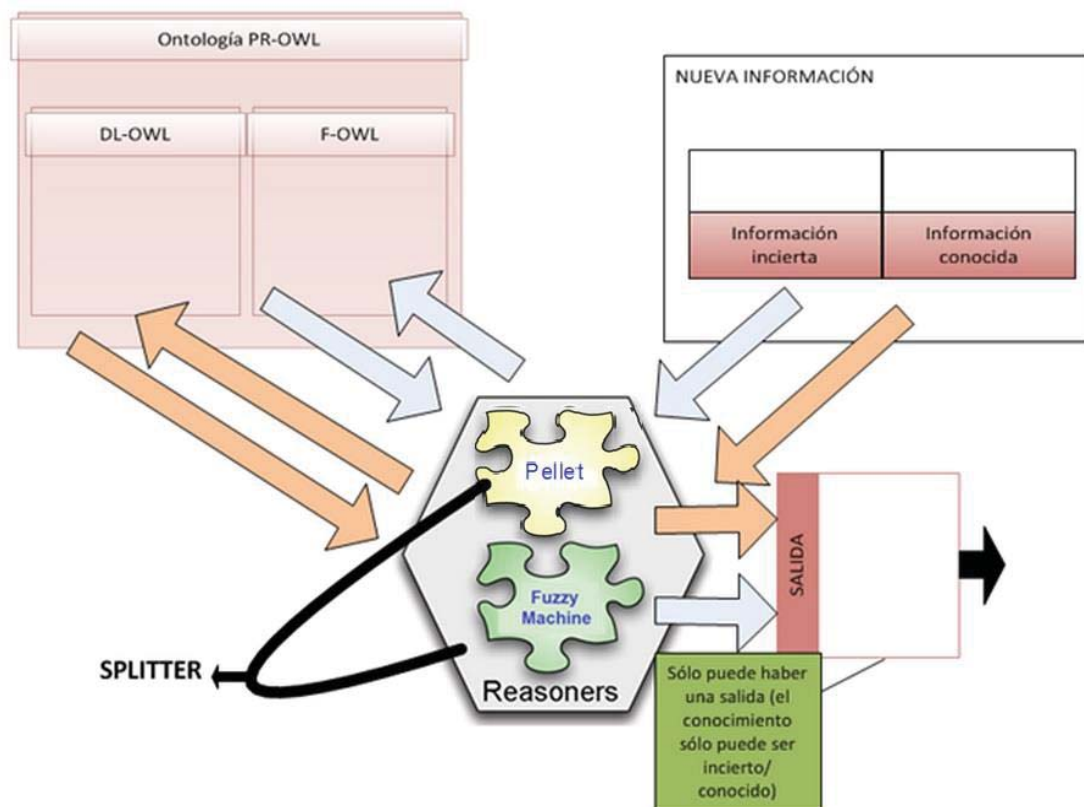 Ontología PR-OWL
DL-OWL
F-OWL
NUEVA INFORMACIÓN
Información
incierta
Información
conocida
Pellet
Fuzzy
Machine
Reasoners
SPLITTER
SALIDA
Sólo puede haber
una salida (el
conocimiento
sólo puede ser
incierto/
conocido)